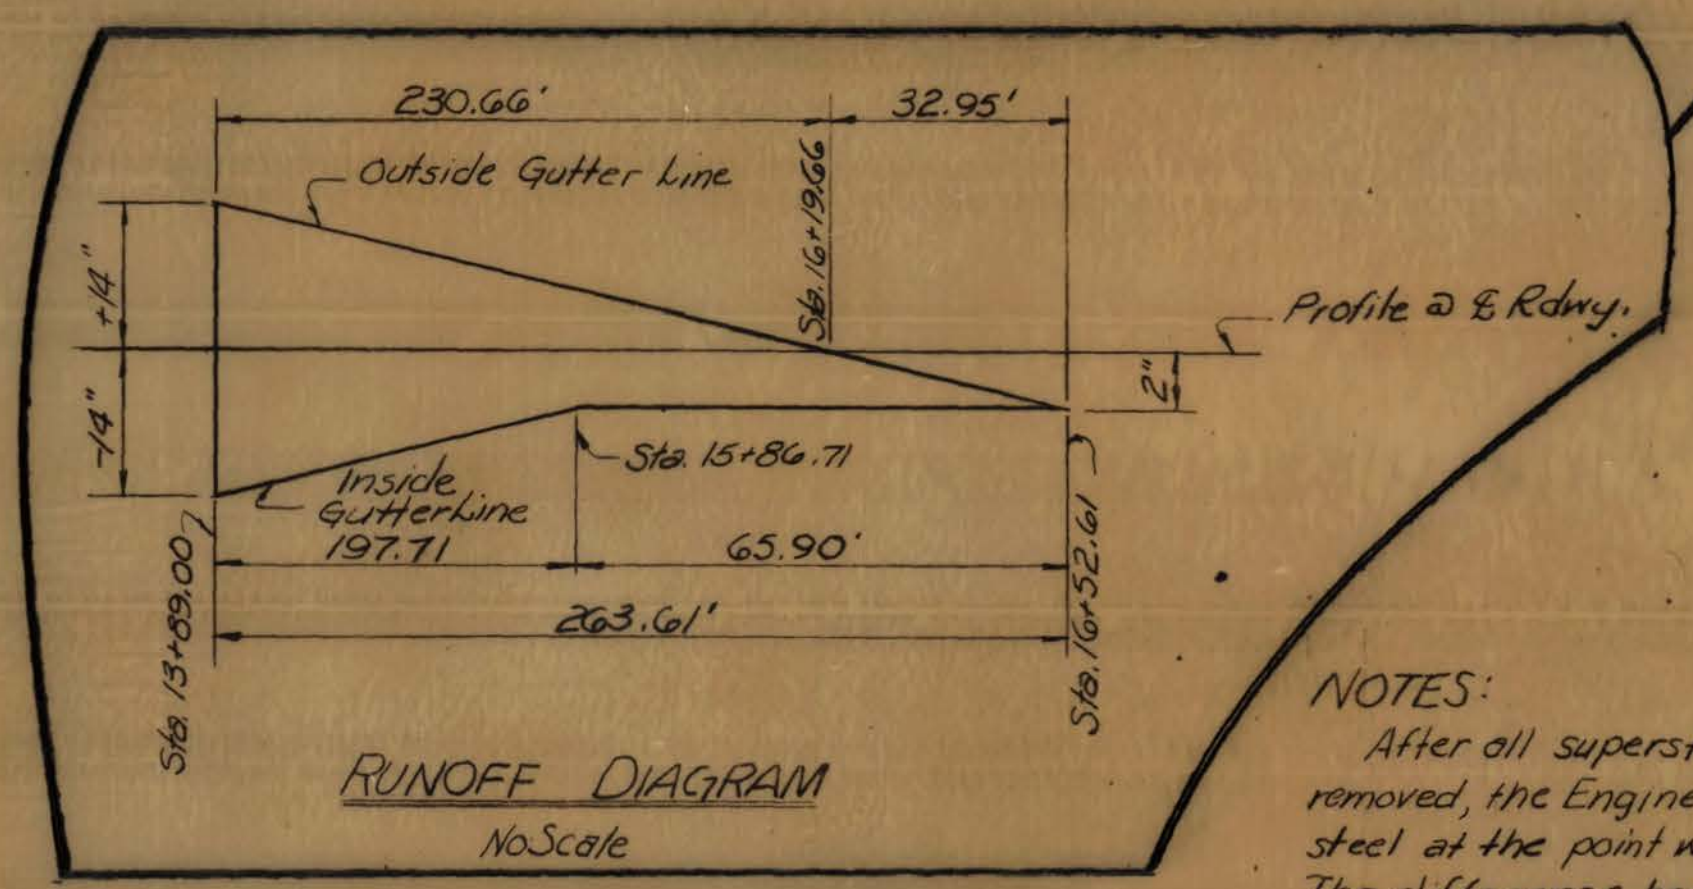 230.66'
32.95'
Outside Gutter Line
Sta. 16+19.66
+14"
Profile @ ℄ Rdwy.
-14"
2"
Sta. 15+86.71
Inside
Gutter Line
197.71
65.90'
Sta. 13+89.00
263.61'
Sta. 16+52.61
RUNOFF DIAGRAM
No Scale
NOTES:
After all superst
removed, the Engine
steel at the point w